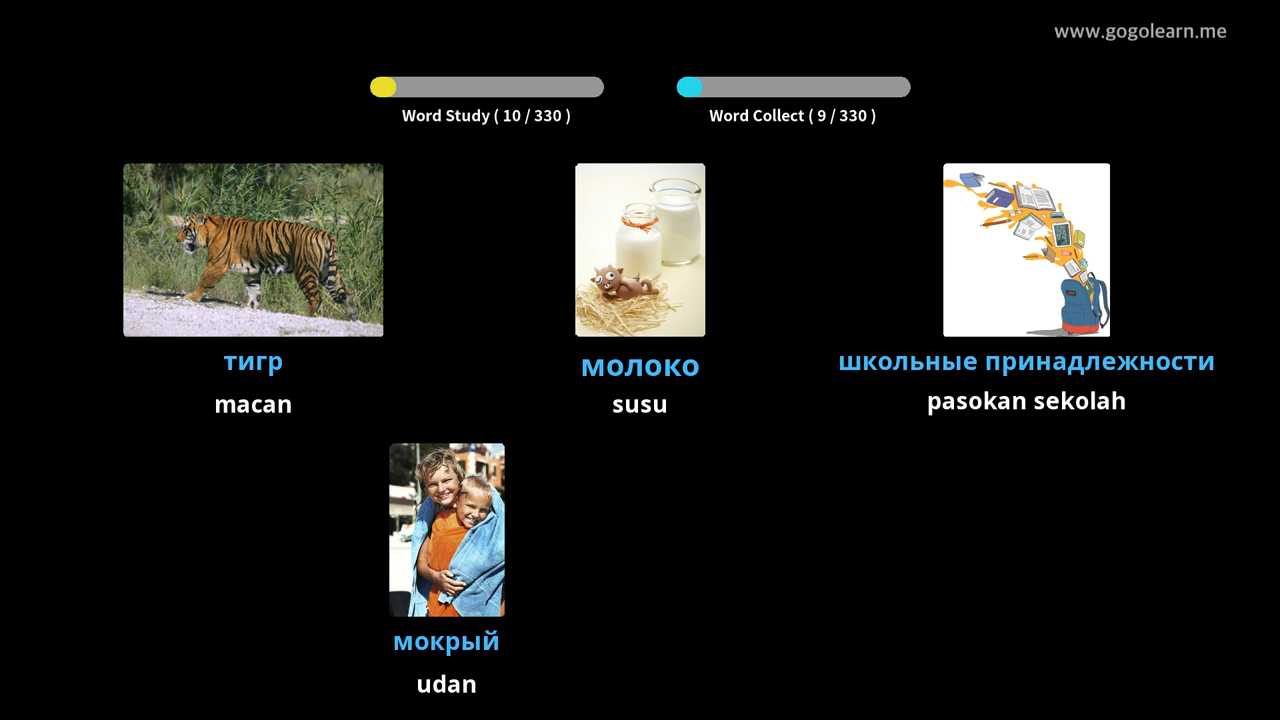 www.gogolearn.me
Word Study ( 10 / 330 )
Word Collect ( 9 / 330 )
тигр
macan
молоко
susu
школьные принадлежности
pasokan sekolah
мокрый
udan